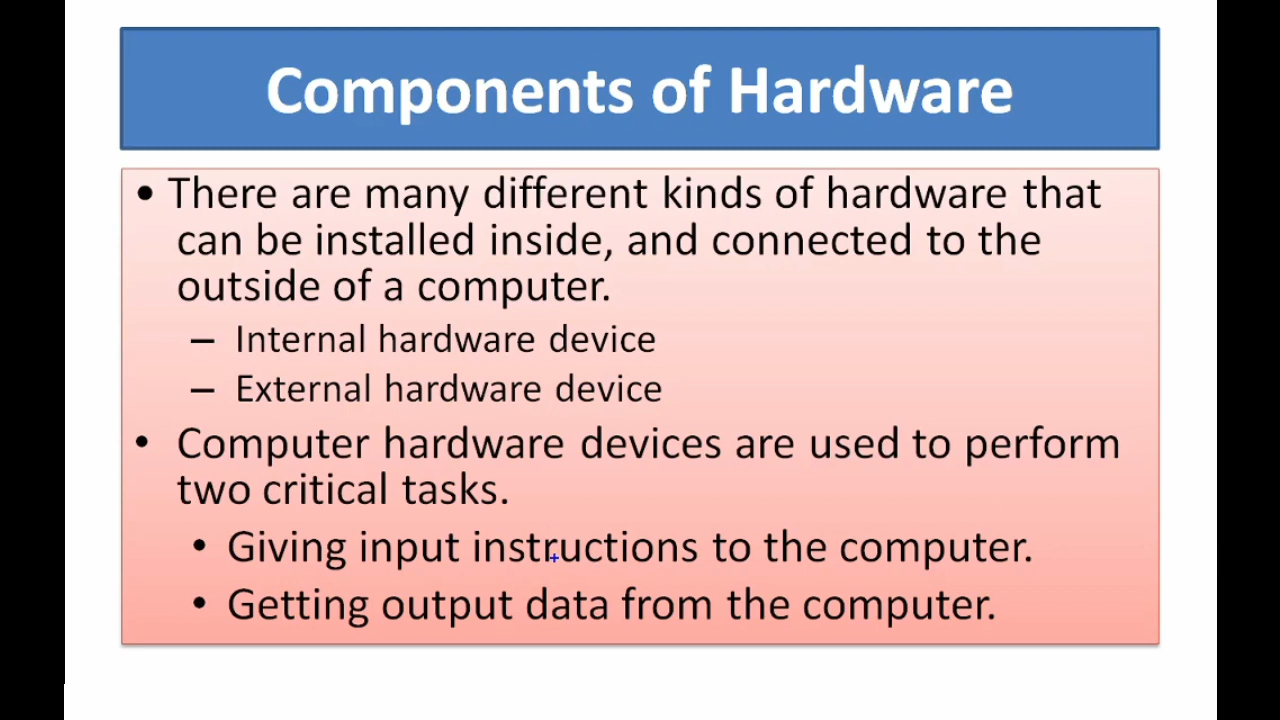 Components of Hardware
• There are many different kinds of hardware that
can be installed inside, and connected to the
outside of a computer.
– Internal hardware device
– External hardware device
• Computer hardware devices are used to perform
two critical tasks.
• Giving input instructions to the computer.
• Getting output data from the computer.